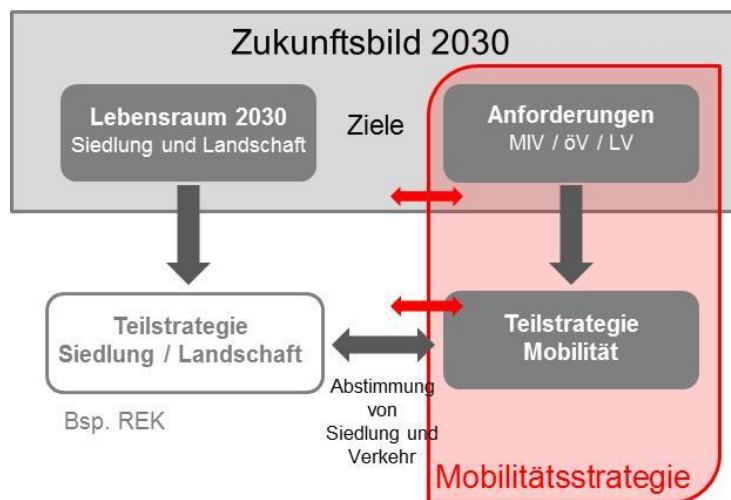 Zukunftsbild 2030
Lebensraum 2030
Siedlung und Landschaft
Ziele
Anforderungen
MIV / öV / LV
Teilstrategie
Siedlung / Landschaft
Teilstrategie
Mobilität
Abstimmung
von
Siedlung und
Verkehr
Bsp. REK
Mobilitätsstrategie